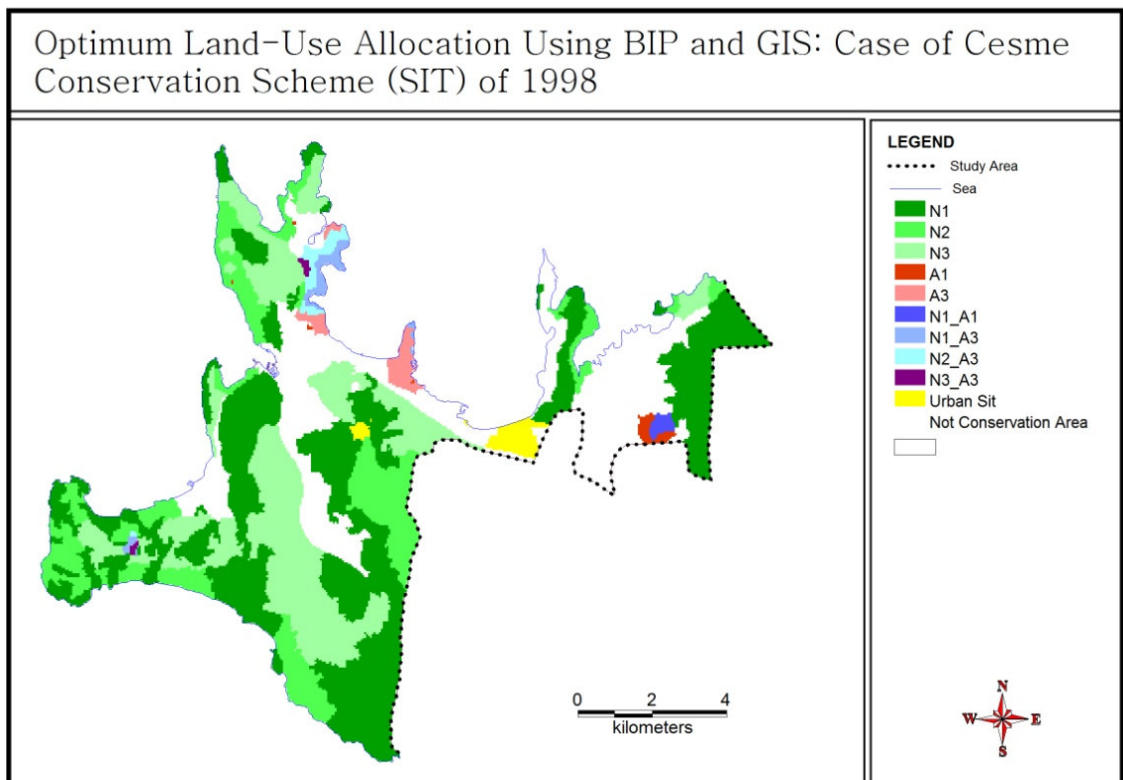 Optimum Land-Use Allocation Using BIP and GIS: Case of Cesme
Conservation Scheme (SIT) of 1998
LEGEND
Study Area
Sea
N1
N2
N3
A1
A3
N1_A1
N1_A3
N2_A3
N3_A3
Urban Sit
Not Conservation Area
0 2 4
kilometers
N
W E
S